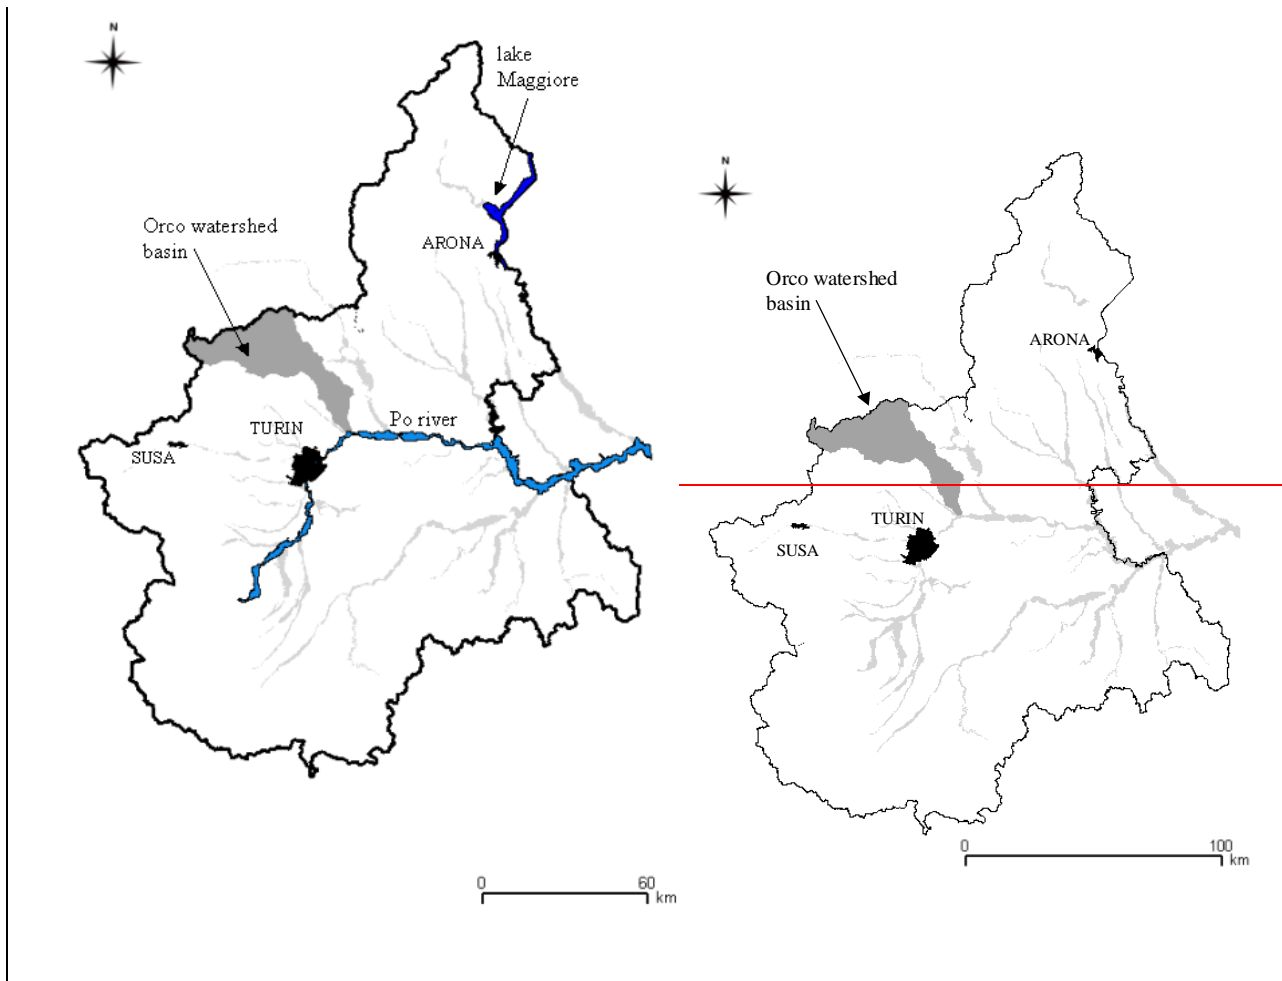 N
lake
Maggiore
Orco watershed
basin
ARONA
TURIN
Po river
SUSA
0 60
km
N
Orco watershed
basin
ARONA
TURIN
SUSA
0 100
km